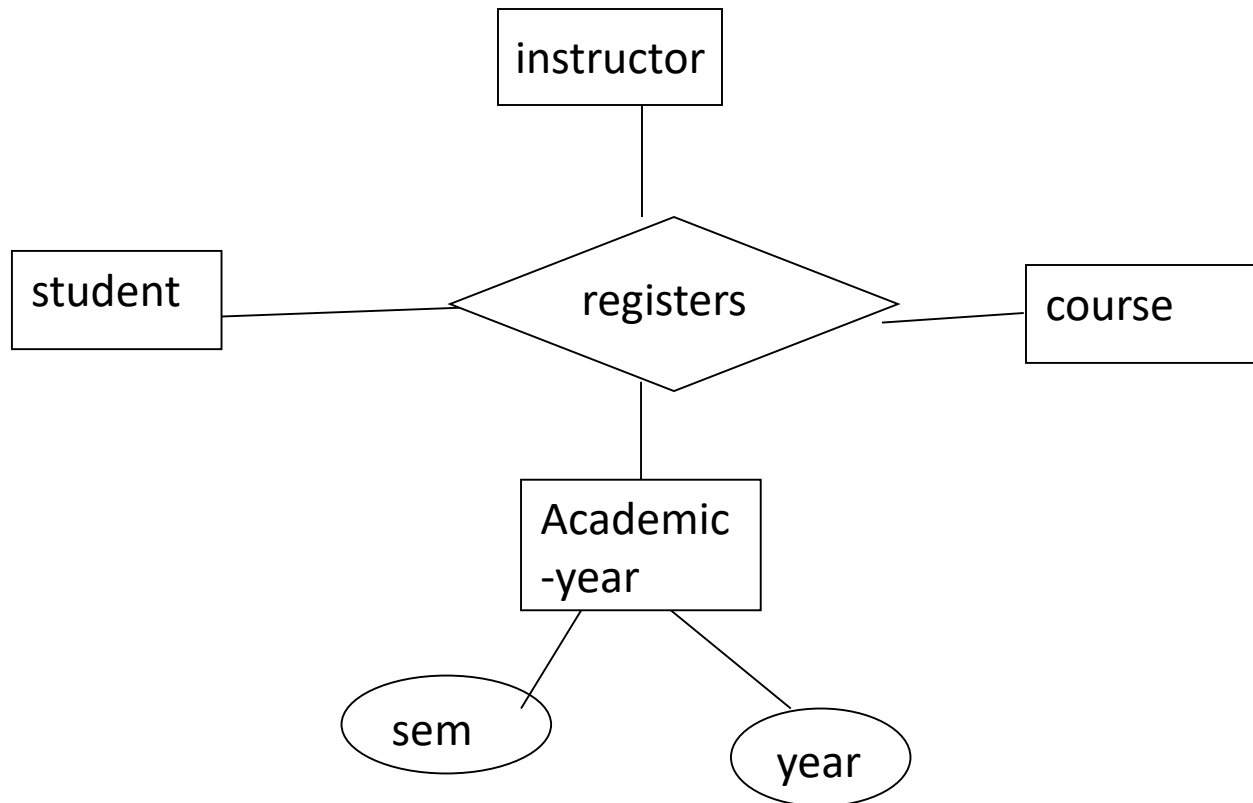 instructor
student
registers
course
Academic
-year
sem
year